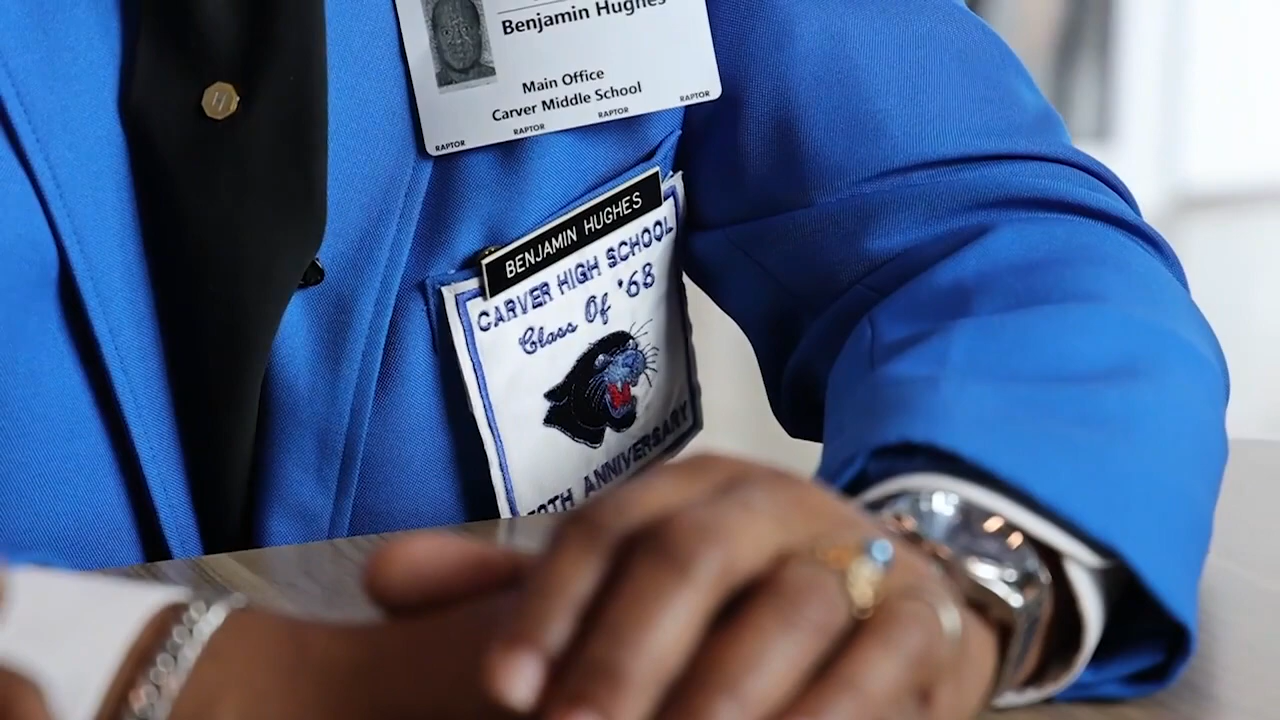 Benjamin Hughes
Main Office
Carver Middle School
RAPTOR RAPTOR RAPTOR RAPTOR
H
BENJAMIN HUGHES
CARVER HIGH SCHOOL
Class Of '68
ANNIVERSARY